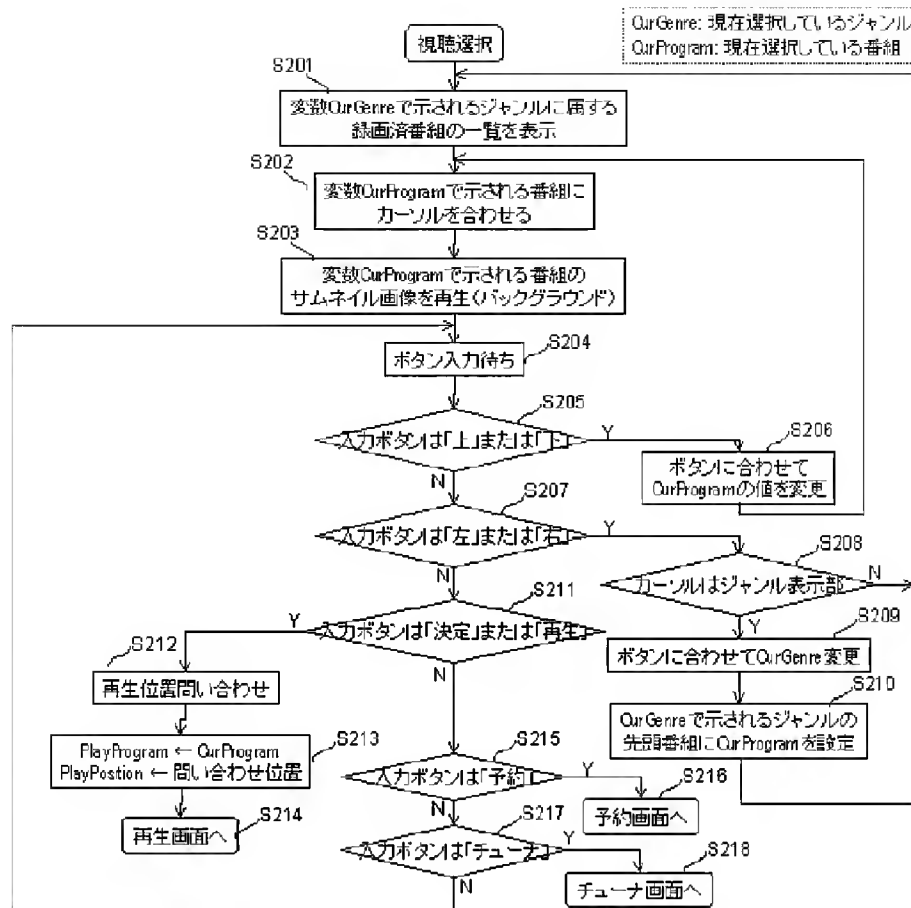 CurGenre: 現在選択しているジャンル
CurProgram: 現在選択している番組
視聴選択
S201
変数CurGenreで示されるジャンルに属する
録画済番組の一覧を表示
S202
変数CurProgramで示される番組に
カーソルを合わせる
S203
変数CurProgramで示される番組の
サムネイル画像を再生(バックグラウンド)
S204
ボタン入力待ち
S205
入力ボタンは「上」または「下」
Y
N
S206
ボタンに合わせて
CurProgramの値を変更
S207
入力ボタンは「左」または「右」
Y
N
S208
カーソルはジャンル表示部
N
Y
S209
ボタンに合わせてCurGenre変更
S210
CurGenreで示されるジャンルの
先頭番組にCurProgramを設定
S211
入力ボタンは「決定」または「再生」
Y
N
S212
再生位置問い合わせ
S213
PlayProgram ← CurProgram
PlayPostion ← 問い合わせ位置
S214
再生画面へ
S215
入力ボタンは「予約」
Y
N
S216
予約画面へ
S217
入力ボタンは「チューナ」
Y
N
S218
チューナ画面へ